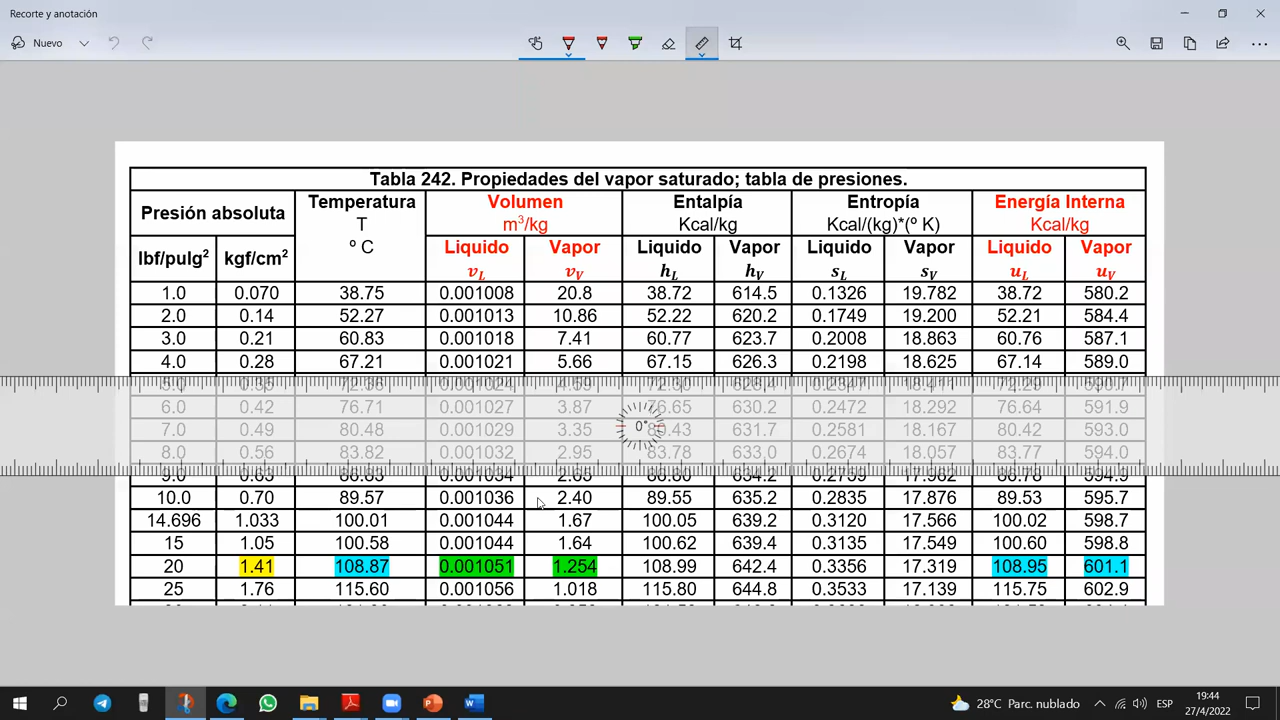 Recorte y anotación
Nuevo
Tabla 242. Propiedades del vapor saturado; tabla de presiones.
Presión absoluta Temperatura T º C Volumen m³/kg Entalpía Kcal/kg Entropía Kcal/(kg)*(º K) Energía Interna Kcal/kg
lbf/pulg² kgf/cm² Liquido Vapor Liquido Vapor Liquido Vapor Liquido Vapor
v_L v_V h_L h_V s_L s_V u_L u_V
1.0 0.070 38.75 0.001008 20.8 38.72 614.5 0.1326 19.782 38.72 580.2
2.0 0.14 52.27 0.001013 10.86 52.22 620.2 0.1749 19.200 52.21 584.4
3.0 0.21 60.83 0.001018 7.41 60.77 623.7 0.2008 18.863 60.76 587.1
4.0 0.28 67.21 0.001021 5.66 67.15 626.3 0.2198 18.625 67.14 589.0
6.0 0.42 76.71 0.001027 3.87 76.65 630.2 0.2472 18.292 76.64 591.9
7.0 0.49 80.48 0.001029 3.35 0° 631.7 0.2581 18.167 80.42 593.0
8.0 0.56 83.82 0.001032 2.95 83.78 633.0 0.2674 18.057 83.77 594.0
10.0 0.70 89.57 0.001036 2.40 89.55 635.2 0.2835 17.876 89.53 595.7
14.696 1.033 100.01 0.001044 1.67 100.05 639.2 0.3120 17.566 100.02 598.7
15 1.05 100.58 0.001044 1.64 100.62 639.4 0.3135 17.549 100.60 598.8
20 1.41 108.87 0.001051 1.254 108.99 642.4 0.3356 17.319 108.95 601.1
25 1.76 115.60 0.001056 1.018 115.80 644.8 0.3533 17.139 115.75 602.9
28°C Parc. nublado ESP 19:44
27/4/2022